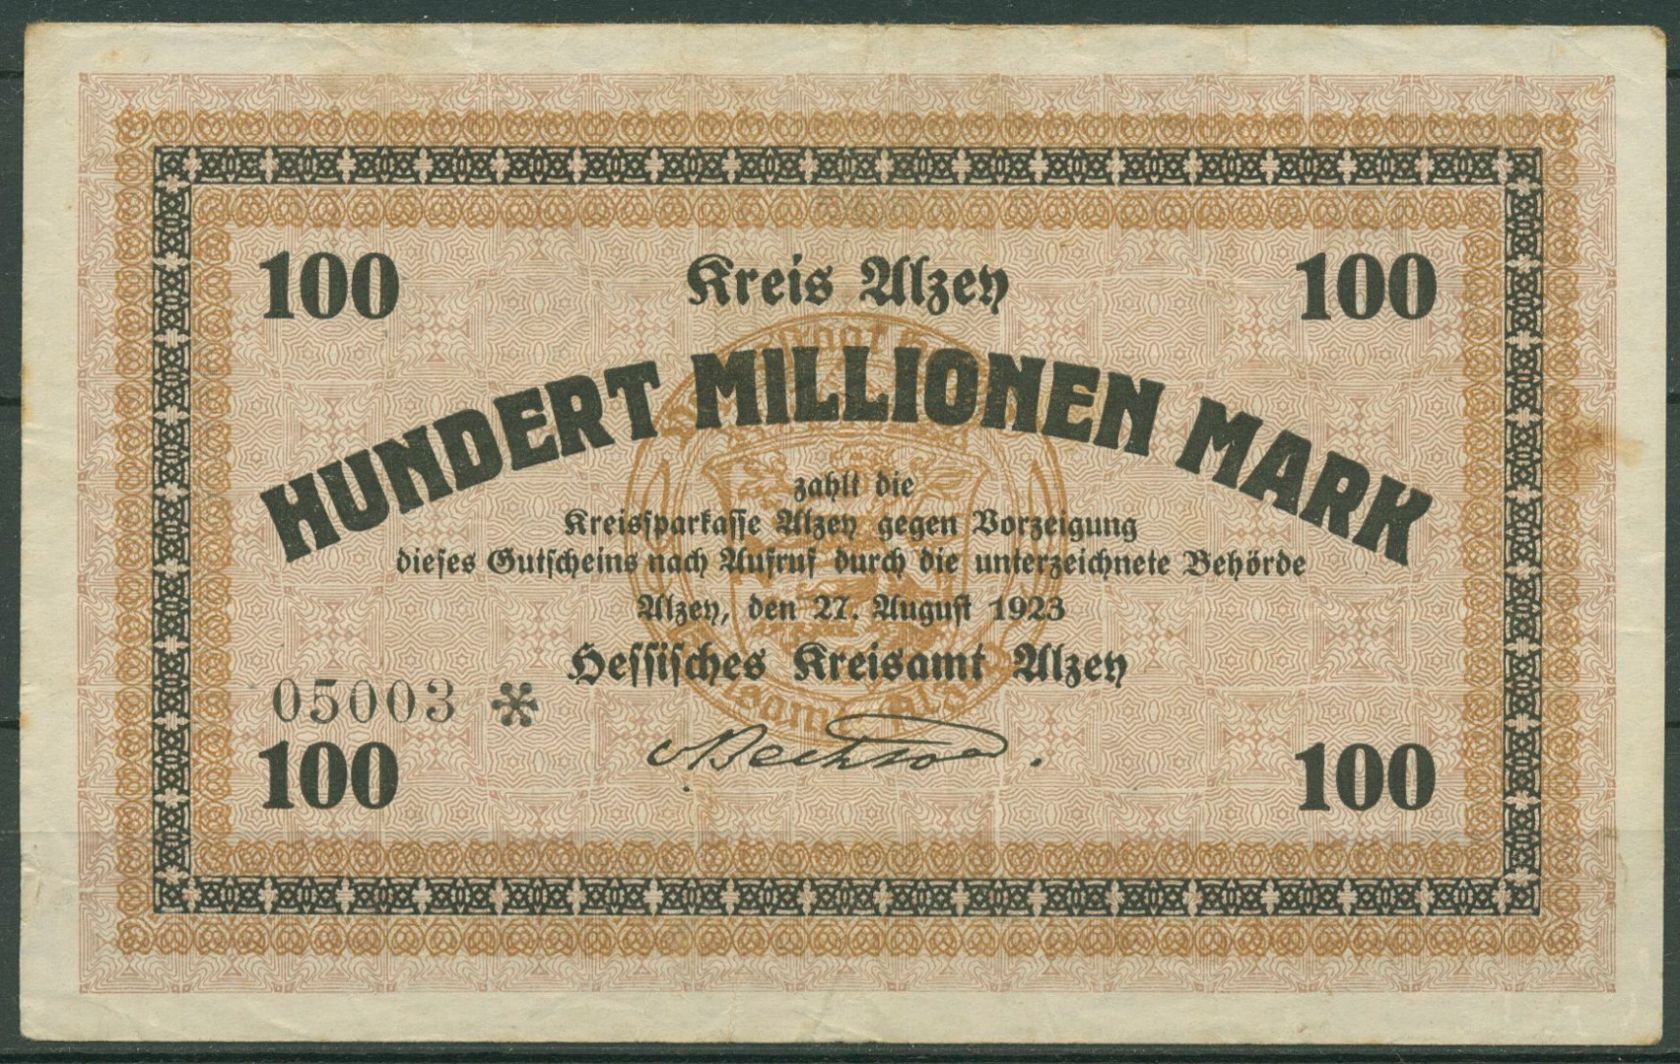 100 Kreis Alzey 100
HUNDERT MILLIONEN MARK
zahlt die
Kreissparkasse Alzey gegen Vorzeigung
dieses Gutscheins nach Aufruf durch die unterzeichnete Behörde
Alzey, den 27. August 1923
Hessisches Kreisamt Alzey
05003 *
100 100